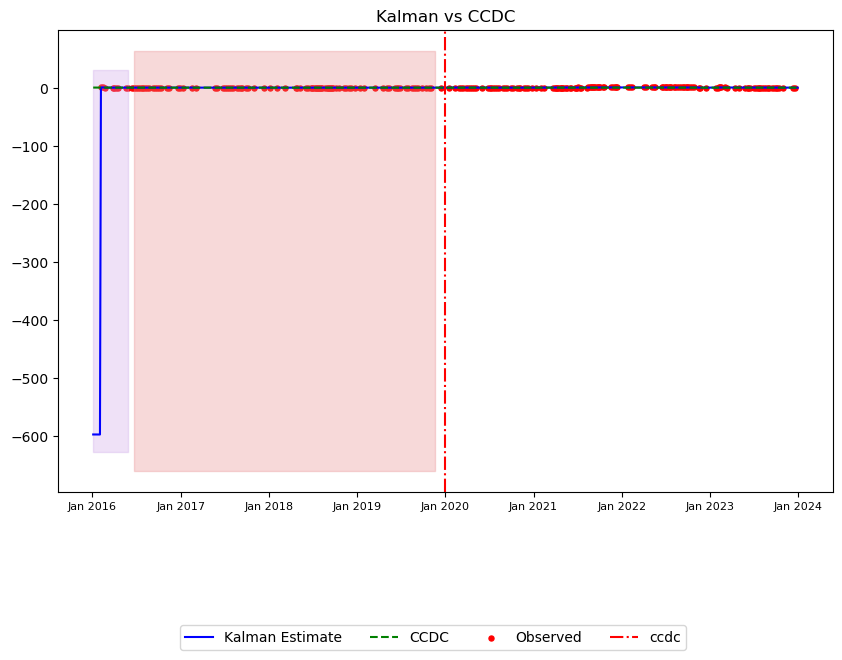 Kalman vs CCDC
0
−100
−200
−300
−400
−500
−600
Jan 2016 Jan 2017 Jan 2018 Jan 2019 Jan 2020 Jan 2021 Jan 2022 Jan 2023 Jan 2024
Kalman Estimate CCDC Observed ccdc